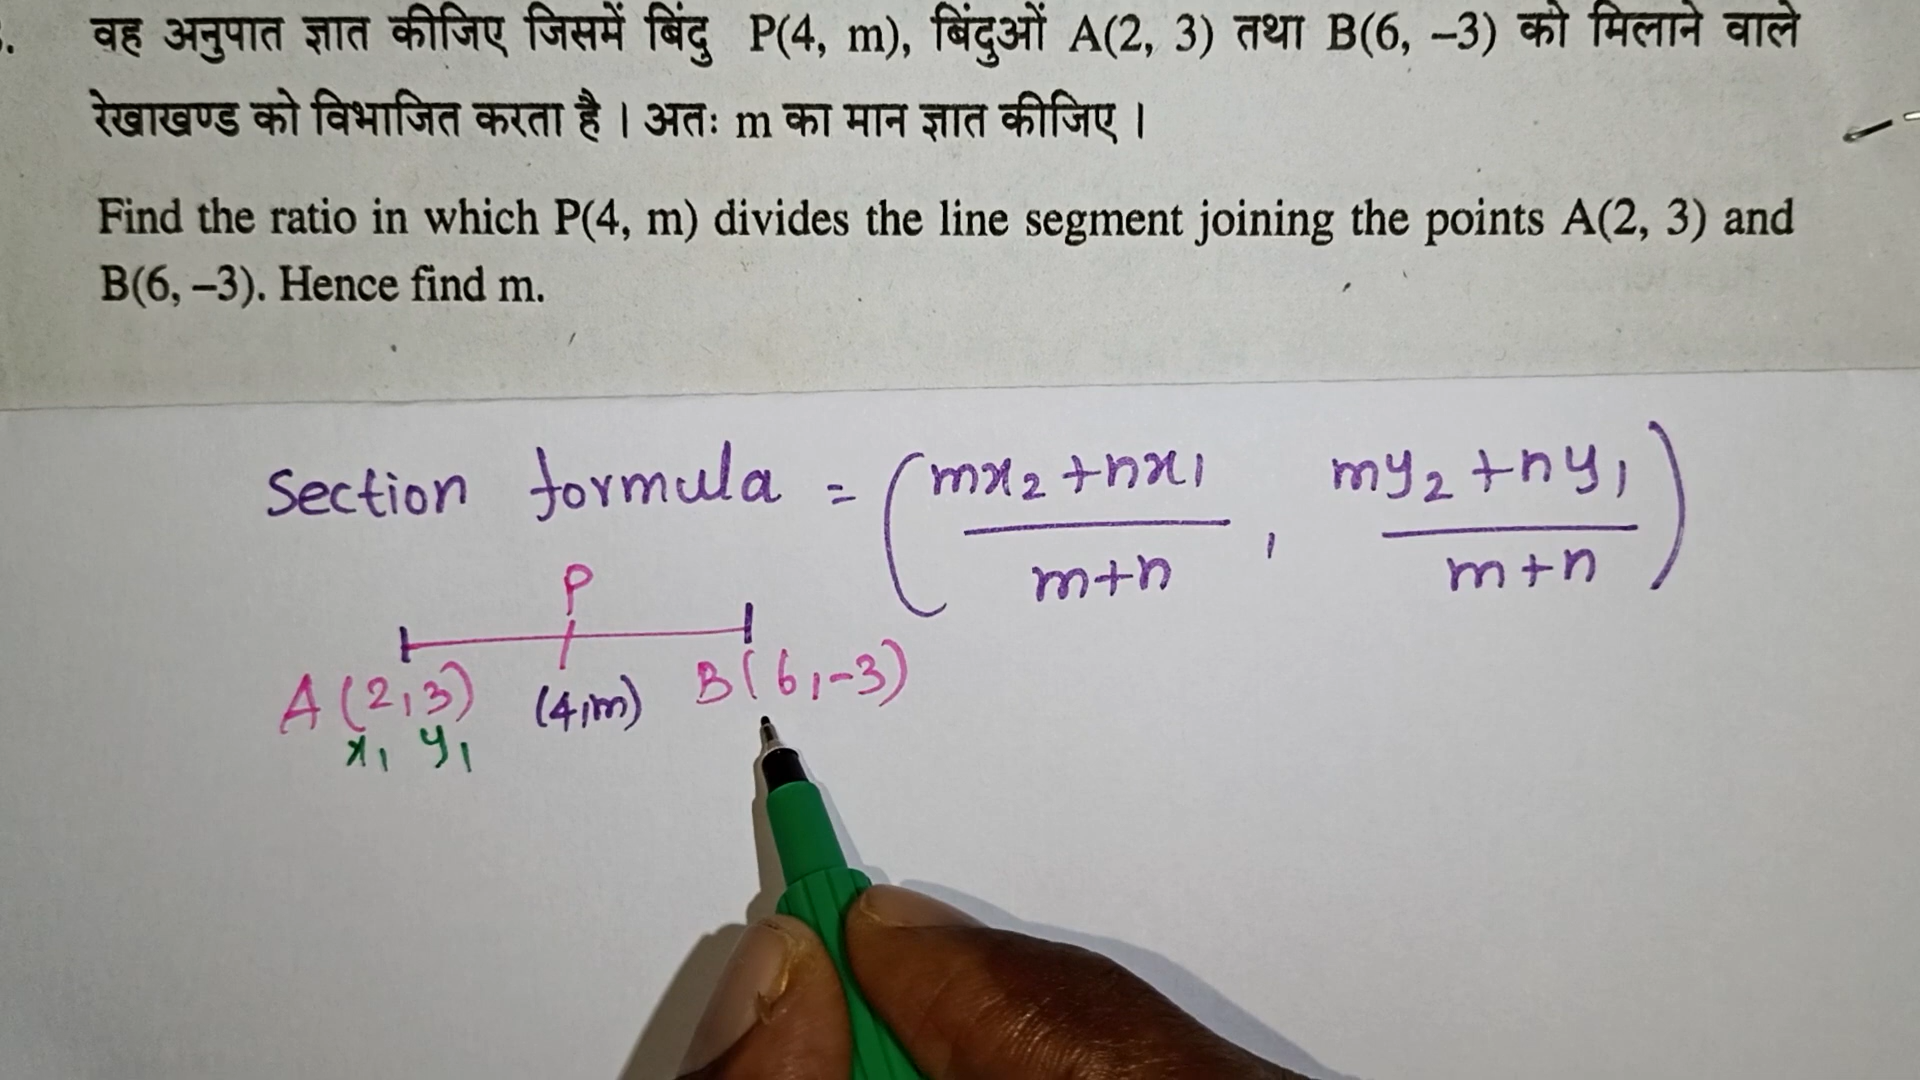 वह अनुपात ज्ञात कीजिए जिसमें बिंदु P(4, m), बिंदुओं A(2, 3) तथा B(6, –3) को मिलाने वाले
रेखाखण्ड को विभाजित करता है । अतः m का मान ज्ञात कीजिए ।
Find the ratio in which P(4, m) divides the line segment joining the points A(2, 3) and
B(6, –3). Hence find m.
Section formula = ( mx₂+nx₁ / m+n , my₂+ny₁ / m+n )
P
A (2,3) (4,m) B(6,-3)
x₁ y₁